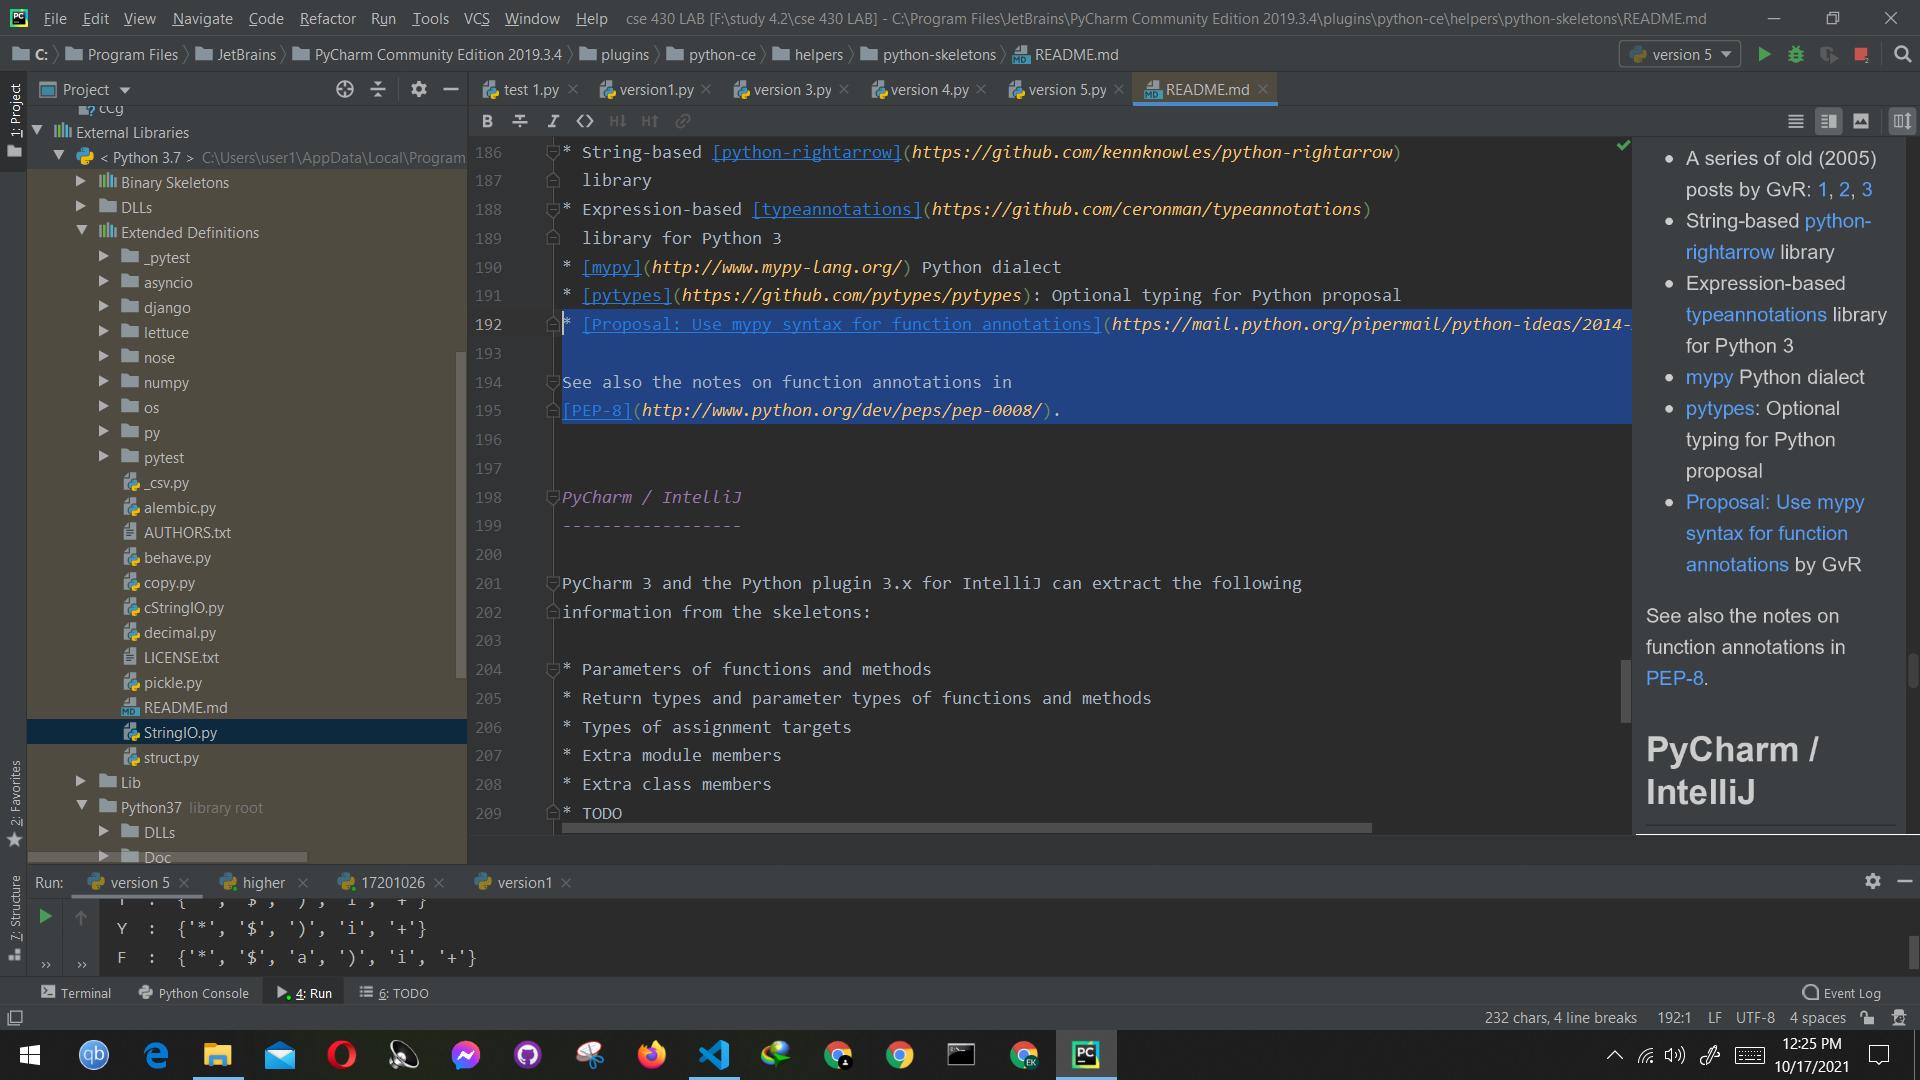 File Edit View Navigate Code Refactor Run Tools VCS Window Help cse 430 LAB [F:\study 4.2\cse 430 LAB] - C:\Program Files\JetBrains\PyCharm Community Edition 2019.3.4\plugins\python-ce\helpers\python-skeletons\README.md
C: Program Files JetBrains PyCharm Community Edition 2019.3.4 plugins python-ce helpers python-skeletons README.md version 5
1: Project
Project
External Libraries
< Python 3.7 > C:\Users\user1\AppData\Local\Program
Binary Skeletons
DLLs
Extended Definitions
_pytest
asyncio
django
lettuce
nose
numpy
os
py
pytest
_csv.py
alembic.py
AUTHORS.txt
behave.py
copy.py
cStringIO.py
decimal.py
LICENSE.txt
pickle.py
README.md
StringIO.py
struct.py
Lib
Python37 library root
DLLs
Doc
2: Favorites
7: Structure
test 1.py version1.py version 3.py version 4.py version 5.py README.md
B I <> H↓ H↑
186 * String-based [python-rightarrow](https://github.com/kennknowles/python-rightarrow)
187 library
188 * Expression-based [typeannotations](https://github.com/ceronman/typeannotations)
189 library for Python 3
190 * [mypy](http://www.mypy-lang.org/) Python dialect
191 * [pytypes](https://github.com/pytypes/pytypes): Optional typing for Python proposal
192 * [Proposal: Use mypy syntax for function annotations](https://mail.python.org/pipermail/python-ideas/2014-
193
194 See also the notes on function annotations in
195 [PEP-8](http://www.python.org/dev/peps/pep-0008/).
196
197
198 PyCharm / IntelliJ
199 ------------------
200
201 PyCharm 3 and the Python plugin 3.x for IntelliJ can extract the following
202 information from the skeletons:
203
204 * Parameters of functions and methods
205 * Return types and parameter types of functions and methods
206 * Types of assignment targets
207 * Extra module members
208 * Extra class members
209 * TODO
• A series of old (2005)
posts by GvR: 1, 2, 3
• String-based python-
rightarrow library
• Expression-based
typeannotations library
for Python 3
• mypy Python dialect
• pytypes: Optional
typing for Python
proposal
• Proposal: Use mypy
syntax for function
annotations by GvR
See also the notes on
function annotations in
PEP-8.
PyCharm /
IntelliJ
Run: version 5 higher 17201026 version1
Y : {'*', '$', ')', 'i', '+'}
F : {'*', '$', 'a', ')', 'i', '+'}
Terminal Python Console 4: Run 6: TODO Event Log
232 chars, 4 line breaks 192:1 LF UTF-8 4 spaces
12:25 PM
10/17/2021